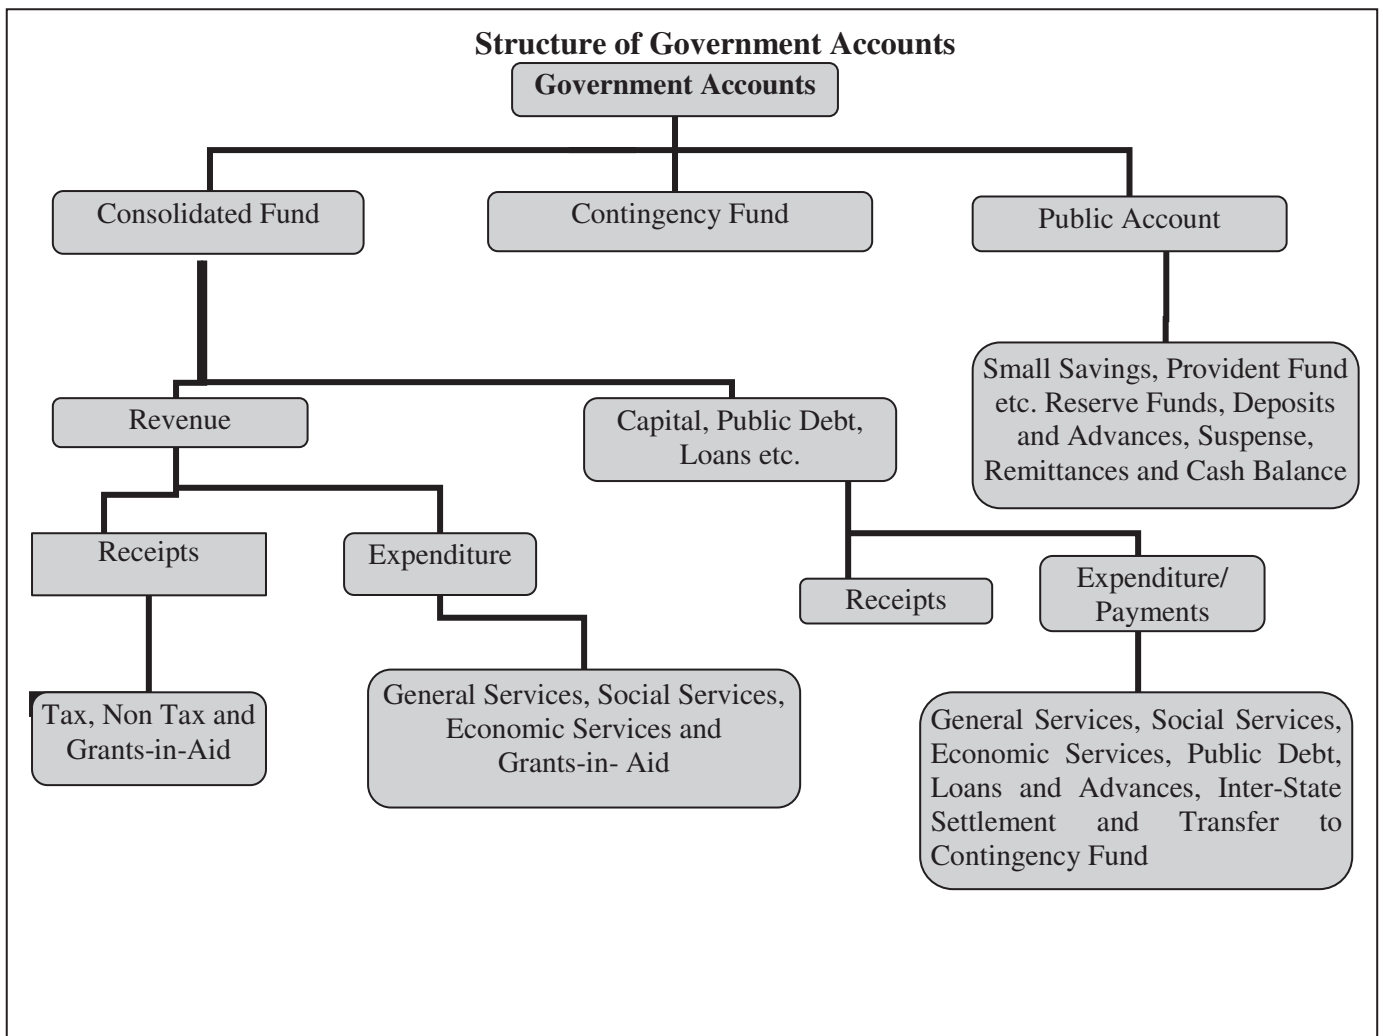 Structure of Government Accounts
Government Accounts
Consolidated Fund
Contingency Fund
Public Account
Small Savings, Provident Fund
etc. Reserve Funds, Deposits
and Advances, Suspense,
Remittances and Cash Balance
Revenue
Capital, Public Debt,
Loans etc.
Receipts
Expenditure
Receipts
Expenditure/
Payments
Tax, Non Tax and
Grants-in-Aid
General Services, Social Services,
Economic Services and
Grants-in- Aid
General Services, Social Services,
Economic Services, Public Debt,
Loans and Advances, Inter-State
Settlement and Transfer to
Contingency Fund